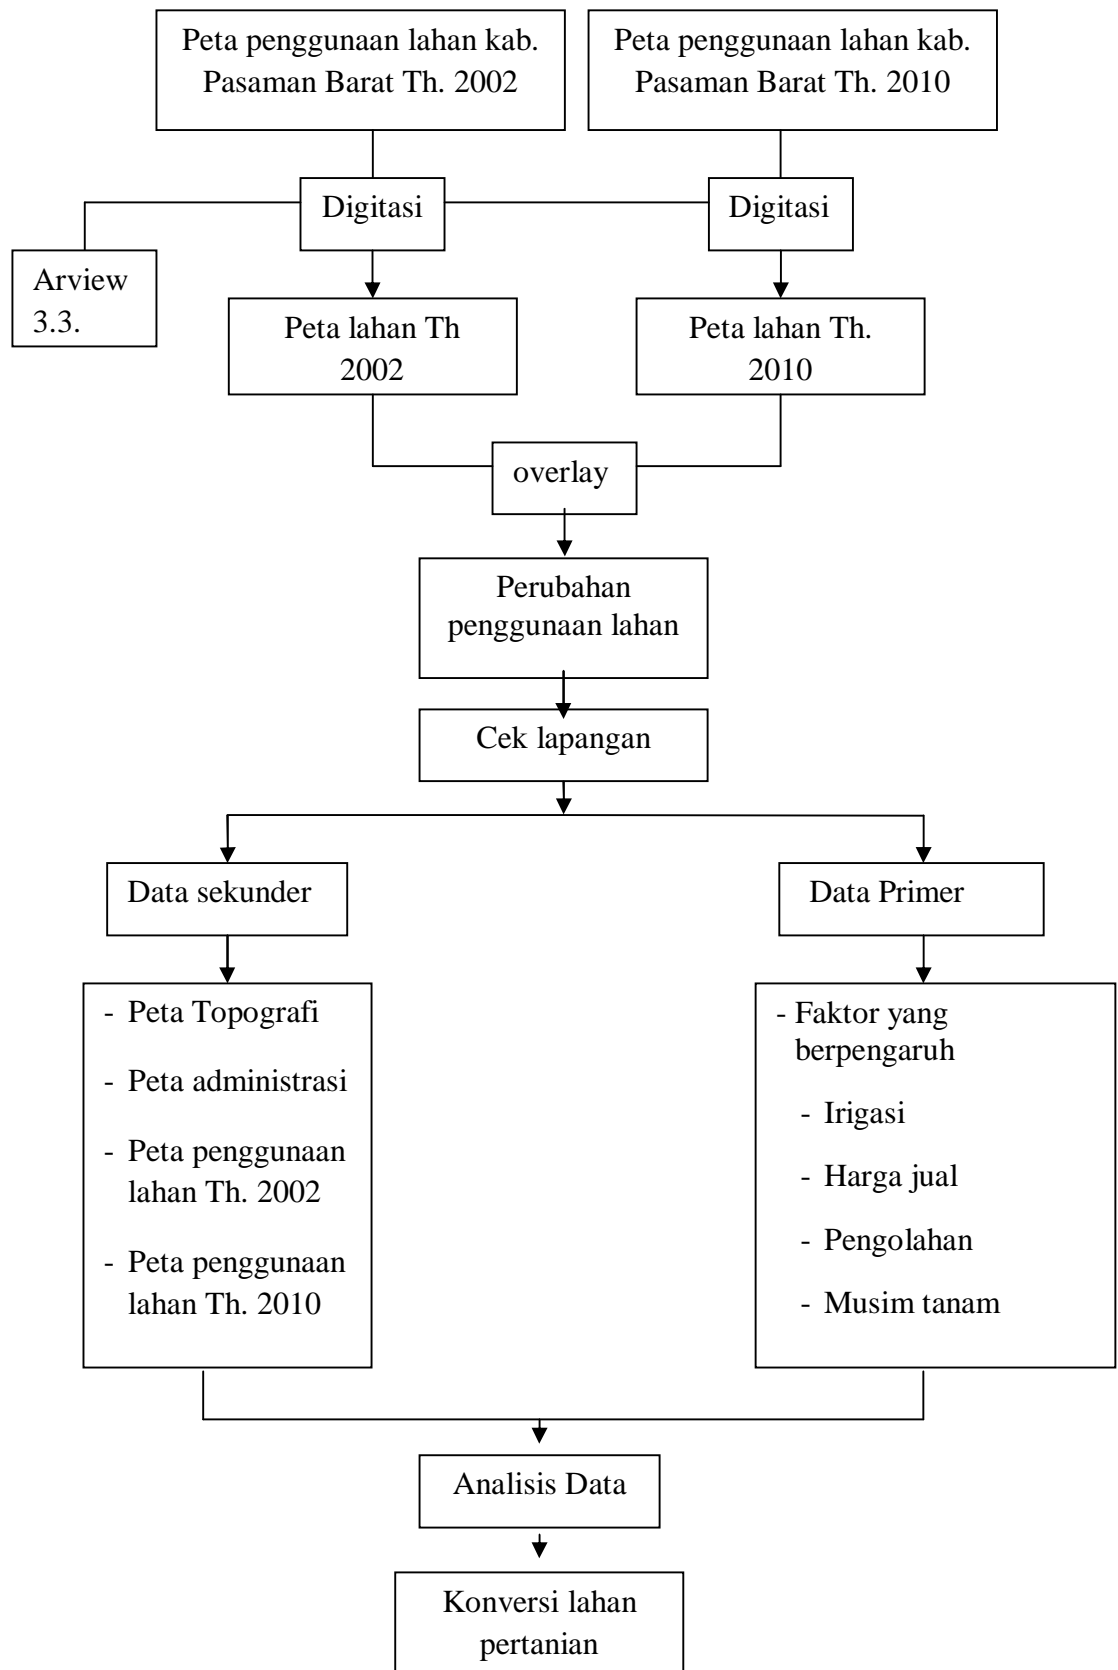 Peta penggunaan lahan kab.
Pasaman Barat Th. 2002
Peta penggunaan lahan kab.
Pasaman Barat Th. 2010
Digitasi
Digitasi
Arview
3.3.
Peta lahan Th
2002
Peta lahan Th.
2010
overlay
Perubahan
penggunaan lahan
Cek lapangan
Data sekunder
Data Primer
- Peta Topografi
- Peta administrasi
- Peta penggunaan
lahan Th. 2002
- Peta penggunaan
lahan Th. 2010
- Faktor yang
berpengaruh
- Irigasi
- Harga jual
- Pengolahan
- Musim tanam
Analisis Data
Konversi lahan
pertanian